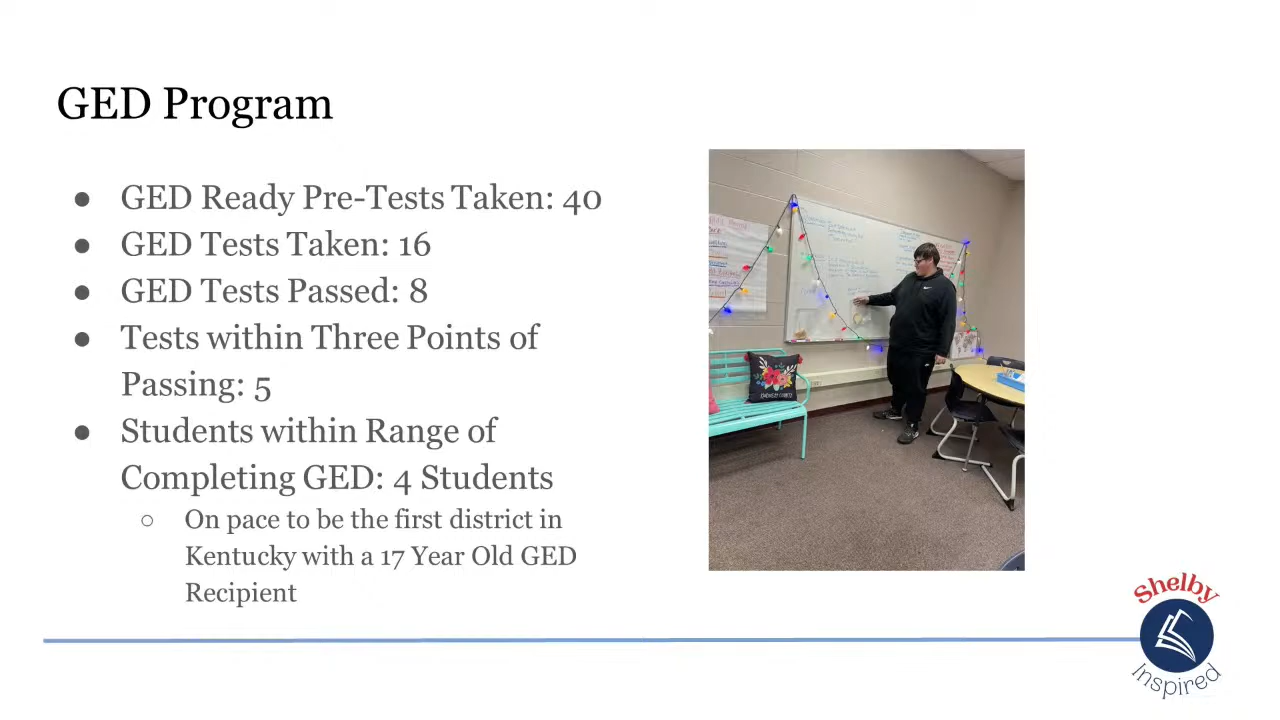 GED Program
● GED Ready Pre-Tests Taken: 40
● GED Tests Taken: 16
● GED Tests Passed: 8
● Tests within Three Points of
Passing: 5
● Students within Range of
Completing GED: 4 Students
○ On pace to be the first district in
Kentucky with a 17 Year Old GED
Recipient
Shelby
Inspired